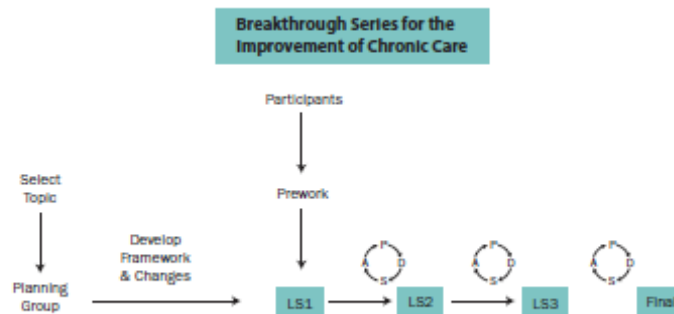 Breakthrough Series for the
Improvement of Chronic Care
Participants
Select
Topic
Prework
Develop
Framework
& Changes
P
A D
S
P
A D
S
P
A D
S
Planning
Group
LS1
LS2
LS3
Final